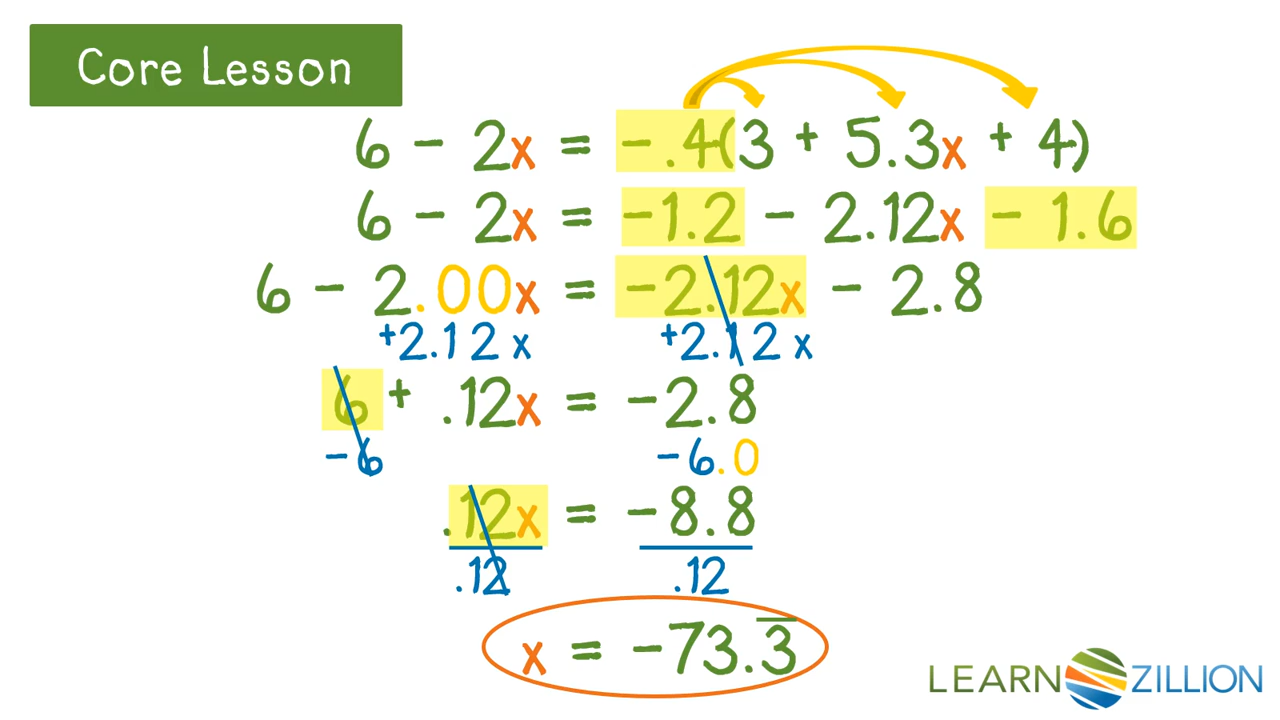 Core Lesson
6 - 2x = -.4(3 + 5.3x + 4)
6 - 2x = -1.2 - 2.12x - 1.6
6 - 2.00x = -2.12x - 2.8
+2.12x +2.12x
6 + .12x = -2.8
-6 -6.0
.12x = -8.8
.12 .12
x = -73.3̅
LEARN ZILLION